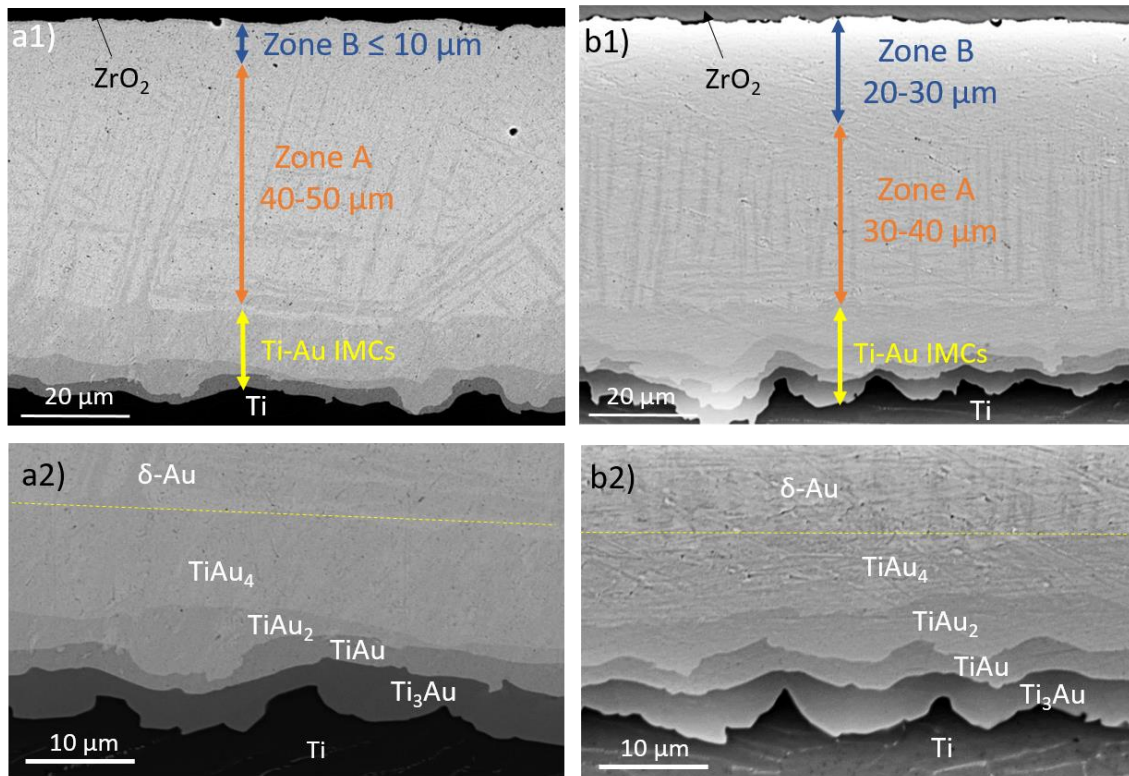 a1)
Zone B ≤ 10 µm
ZrO₂
Zone A
40-50 µm
Ti-Au IMCs
20 µm
Ti
b1)
ZrO₂
Zone B
20-30 µm
Zone A
30-40 µm
Ti-Au IMCs
20 µm
Ti
a2)
δ-Au
TiAu₄
TiAu₂
TiAu
Ti₃Au
10 µm
Ti
b2)
δ-Au
TiAu₄
TiAu₂
TiAu
Ti₃Au
10 µm
Ti